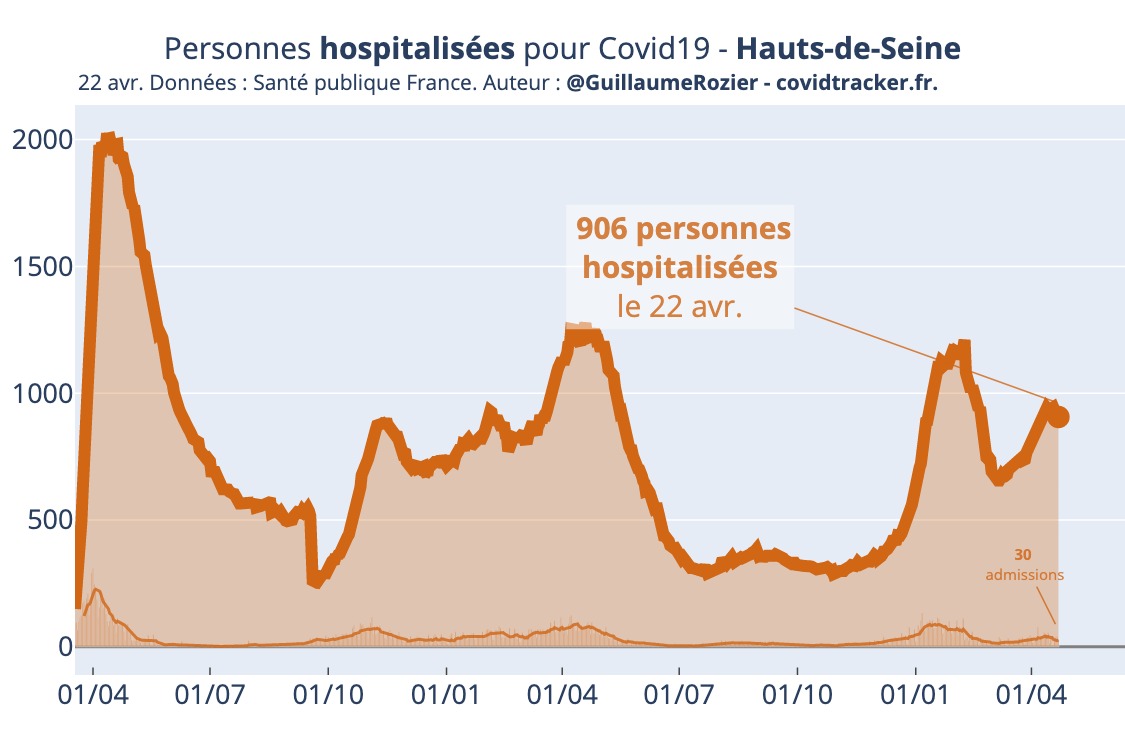 Personnes hospitalisées pour Covid19 - Hauts-de-Seine
22 avr. Données : Santé publique France. Auteur : @GuillaumeRozier - covidtracker.fr.
2000
1500
1000
500
0
906 personnes
hospitalisées
le 22 avr.
30
admissions
01/04 01/07 01/10 01/01 01/04 01/07 01/10 01/01 01/04